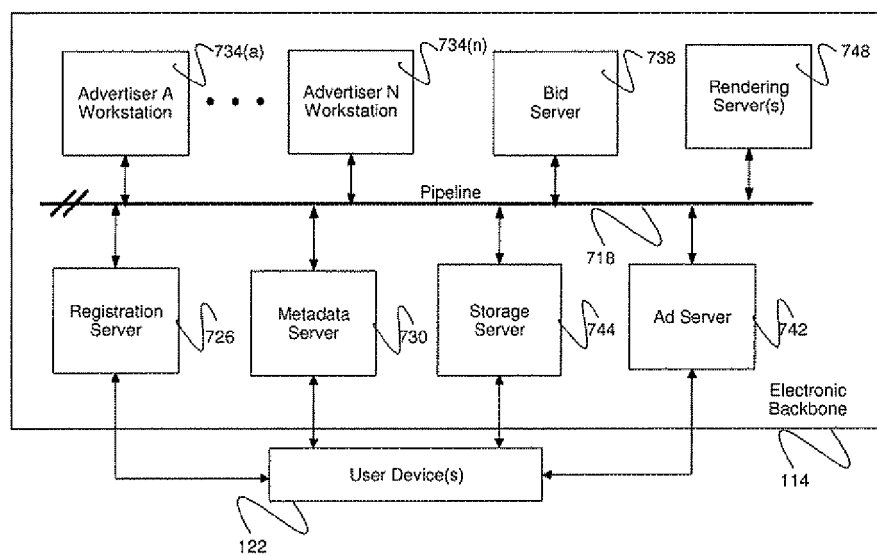 734(a)
734(n)
738
748
Advertiser A
Workstation
Advertiser N
Workstation
Bid
Server
Rendering
Server(s)
Pipeline
718
Registration
Server
726
Metadata
Server
730
Storage
Server
744
Ad Server
742
Electronic
Backbone
User Device(s)
114
122